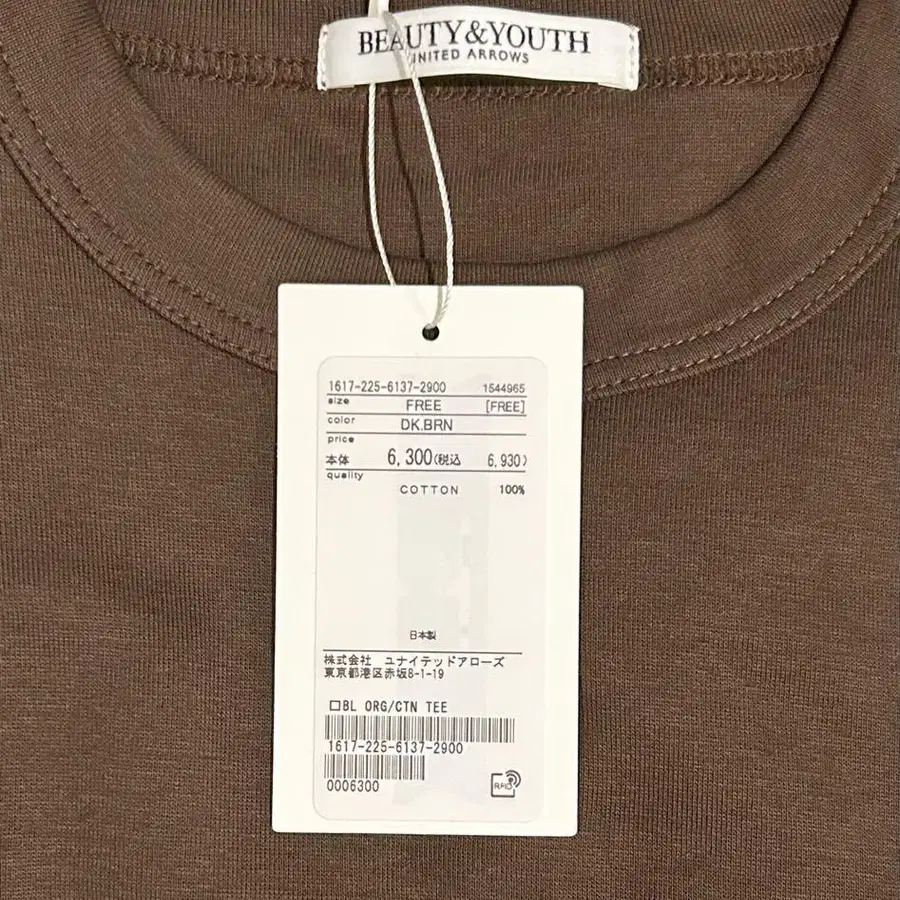 BEAUTY&YOUTH
UNITED ARROWS
1617-225-6137-2900 1544965
size FREE [FREE]
color DK.BRN
price
本体 6,300(税込 6,930)
quality
COTTON 100%
日本製
株式会社 ユナイテッドアローズ
東京都港区赤坂8-1-19
□BL ORG/CTN TEE
1617-225-6137-2900
0006300
RFID